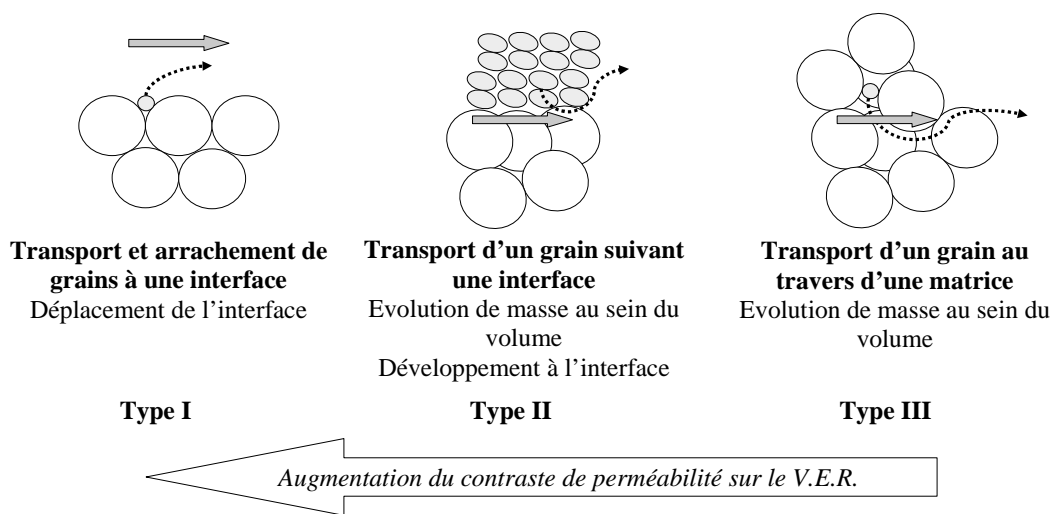 Transport et arrachement de
grains à une interface
Déplacement de l'interface
Type I
Transport d'un grain suivant
une interface
Evolution de masse au sein du
volume
Développement à l'interface
Type II
Transport d'un grain au
travers d'une matrice
Evolution de masse au sein du
volume
Type III
Augmentation du contraste de perméabilité sur le V.E.R.